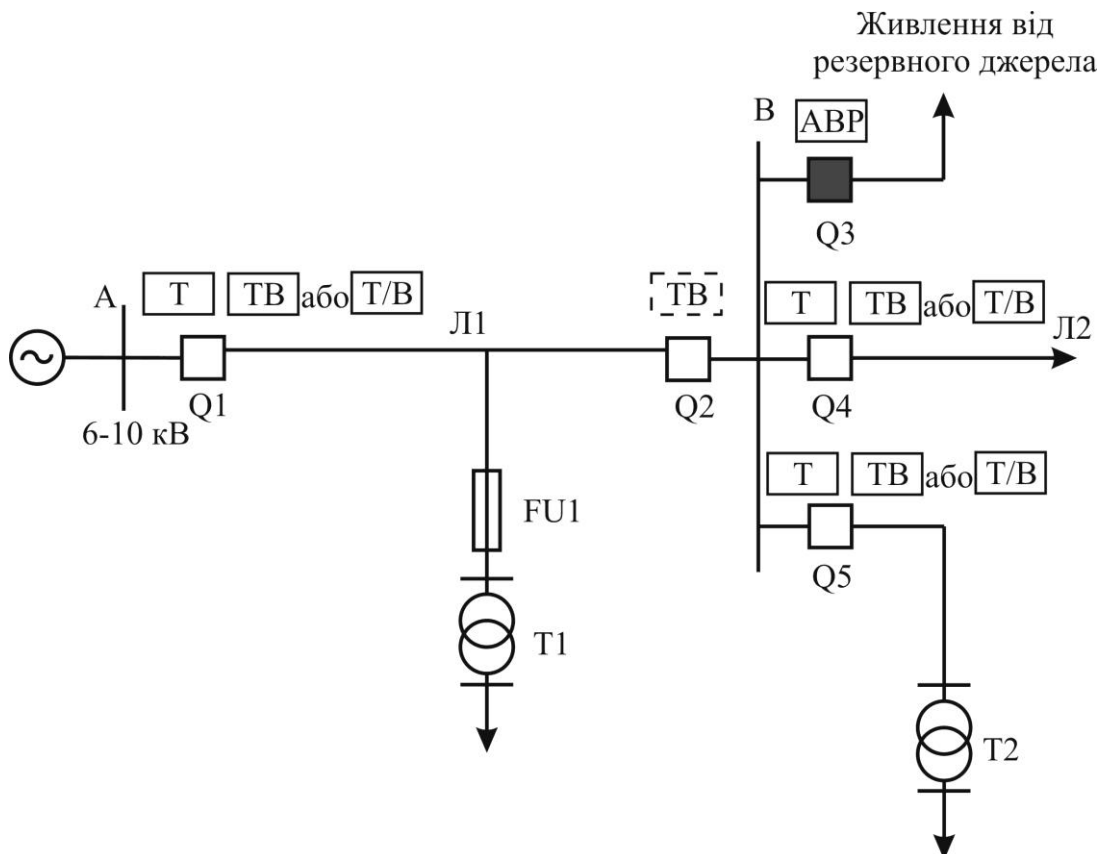 Живлення від
резервного джерела
В АВР
Q3
А Т ТВ або Т/В
Л1
ТВ
Т ТВ або Т/В
Л2
Q1
Q2
Q4
6-10 кВ
Т ТВ або Т/В
FU1
Q5
Т1
Т2